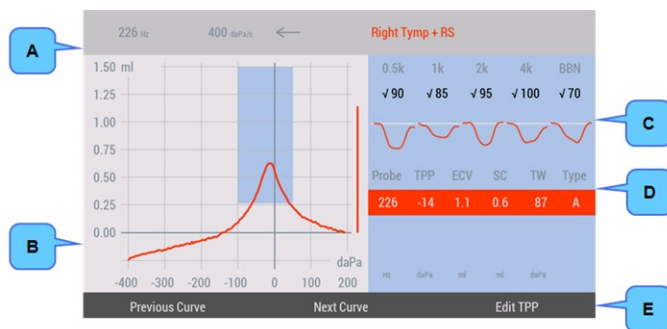 A
226 Hz 400 daPa/s Right Tymp + RS
1.50 ml
1.25
1.00
0.75
0.50
0.25
0.00
daPa
-400 -300 -200 -100 0 100 200
0.5k 1k 2k 4k BBN
√ 90 √ 85 √ 95 √ 100 √ 70
C
Probe TPP ECV SC TW Type
226 -14 1.1 0.6 87 A
D
Hz daPa ml ml daPa
B
Previous Curve Next Curve Edit TPP
E